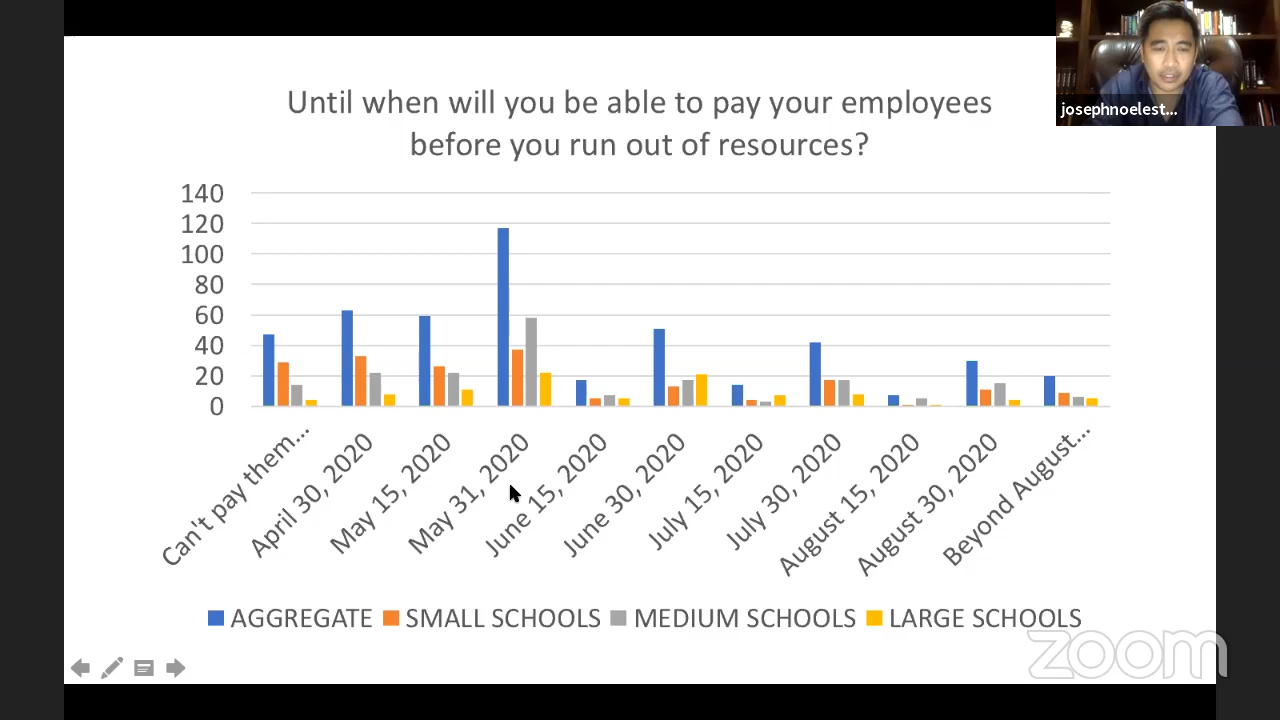 josephnoelest...
Until when will you be able to pay your employees
before you run out of resources?
140
120
100
80
60
40
20
0
Can't pay them...
April 30, 2020
May 15, 2020
May 31, 2020
June 15, 2020
June 30, 2020
July 15, 2020
July 30, 2020
August 15, 2020
August 30, 2020
Beyond August...
AGGREGATE SMALL SCHOOLS MEDIUM SCHOOLS LARGE SCHOOLS
zoom